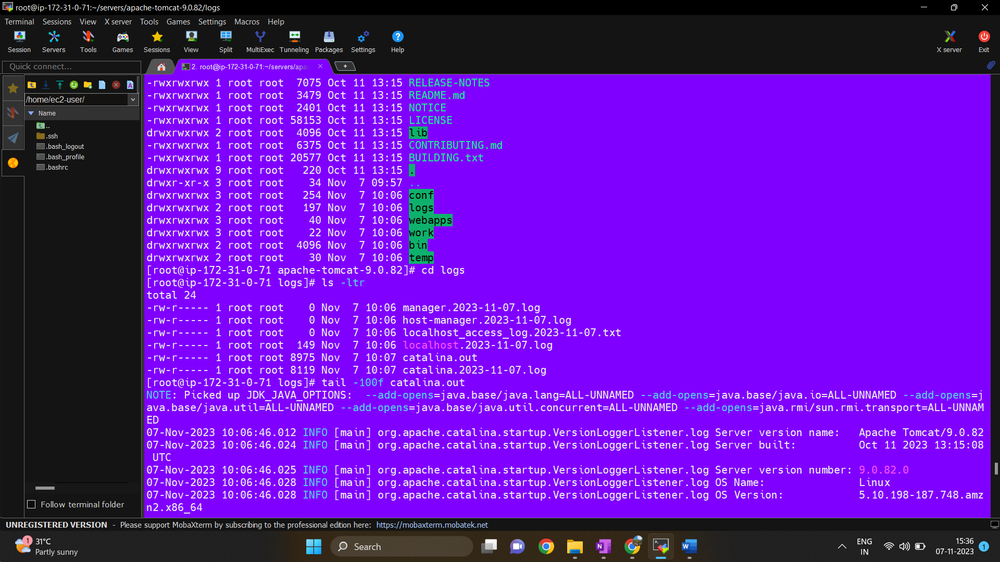 root@ip-172-31-0-71:~/servers/apache-tomcat-9.0.82/logs
Terminal Sessions View X server Tools Games Settings Macros Help
Session Servers Tools Games Sessions View Split MultiExec Tunneling Packages Settings Help X server Exit
Quick connect...
2. root@ip-172-31-0-71:~/servers/apa
/home/ec2-user/
Name
..
.ssh
.bash_logout
.bash_profile
.bashrc
Follow terminal folder
-rwxrwxrwx 1 root root  7075 Oct 11 13:15 RELEASE-NOTES
-rwxrwxrwx 1 root root  3479 Oct 11 13:15 README.md
-rwxrwxrwx 1 root root  2401 Oct 11 13:15 NOTICE
-rwxrwxrwx 1 root root 58153 Oct 11 13:15 LICENSE
drwxrwxrwx 2 root root  4096 Oct 11 13:15 lib
-rwxrwxrwx 1 root root  6375 Oct 11 13:15 CONTRIBUTING.md
-rwxrwxrwx 1 root root 20577 Oct 11 13:15 BUILDING.txt
drwxrwxrwx 9 root root   220 Oct 11 13:15 .
drwxr-xr-x 3 root root    34 Nov  7 09:57 ..
drwxrwxrwx 3 root root   254 Nov  7 10:06 conf
drwxrwxrwx 2 root root   197 Nov  7 10:06 logs
drwxrwxrwx 3 root root    40 Nov  7 10:06 webapps
drwxrwxrwx 3 root root    22 Nov  7 10:06 work
drwxrwxrwx 2 root root  4096 Nov  7 10:06 bin
drwxrwxrwx 2 root root    30 Nov  7 10:06 temp
[root@ip-172-31-0-71 apache-tomcat-9.0.82]# cd logs
[root@ip-172-31-0-71 logs]# ls -ltr
total 24
-rw-r----- 1 root root    0 Nov  7 10:06 manager.2023-11-07.log
-rw-r----- 1 root root    0 Nov  7 10:06 host-manager.2023-11-07.log
-rw-r----- 1 root root    0 Nov  7 10:06 localhost_access_log.2023-11-07.txt
-rw-r----- 1 root root  149 Nov  7 10:06 localhost.2023-11-07.log
-rw-r----- 1 root root 8975 Nov  7 10:07 catalina.out
-rw-r----- 1 root root 8119 Nov  7 10:07 catalina.2023-11-07.log
[root@ip-172-31-0-71 logs]# tail -100f catalina.out
NOTE: Picked up JDK_JAVA_OPTIONS:  --add-opens=java.base/java.lang=ALL-UNNAMED --add-opens=java.base/java.io=ALL-UNNAMED --add-opens=j
ava.base/java.util=ALL-UNNAMED --add-opens=java.base/java.util.concurrent=ALL-UNNAMED --add-opens=java.rmi/sun.rmi.transport=ALL-UNNAM
ED
07-Nov-2023 10:06:46.012 INFO [main] org.apache.catalina.startup.VersionLoggerListener.log Server version name:   Apache Tomcat/9.0.82
07-Nov-2023 10:06:46.024 INFO [main] org.apache.catalina.startup.VersionLoggerListener.log Server built:          Oct 11 2023 13:15:08
 UTC
07-Nov-2023 10:06:46.025 INFO [main] org.apache.catalina.startup.VersionLoggerListener.log Server version number: 9.0.82.0
07-Nov-2023 10:06:46.028 INFO [main] org.apache.catalina.startup.VersionLoggerListener.log OS Name:               Linux
07-Nov-2023 10:06:46.028 INFO [main] org.apache.catalina.startup.VersionLoggerListener.log OS Version:            5.10.198-187.748.amz
n2.x86_64
UNREGISTERED VERSION - Please support MobaXterm by subscribing to the professional edition here: https://mobaxterm.mobatek.net
1
31°C
Partly sunny
Search
ENG
IN
15:36
07-11-2023
1